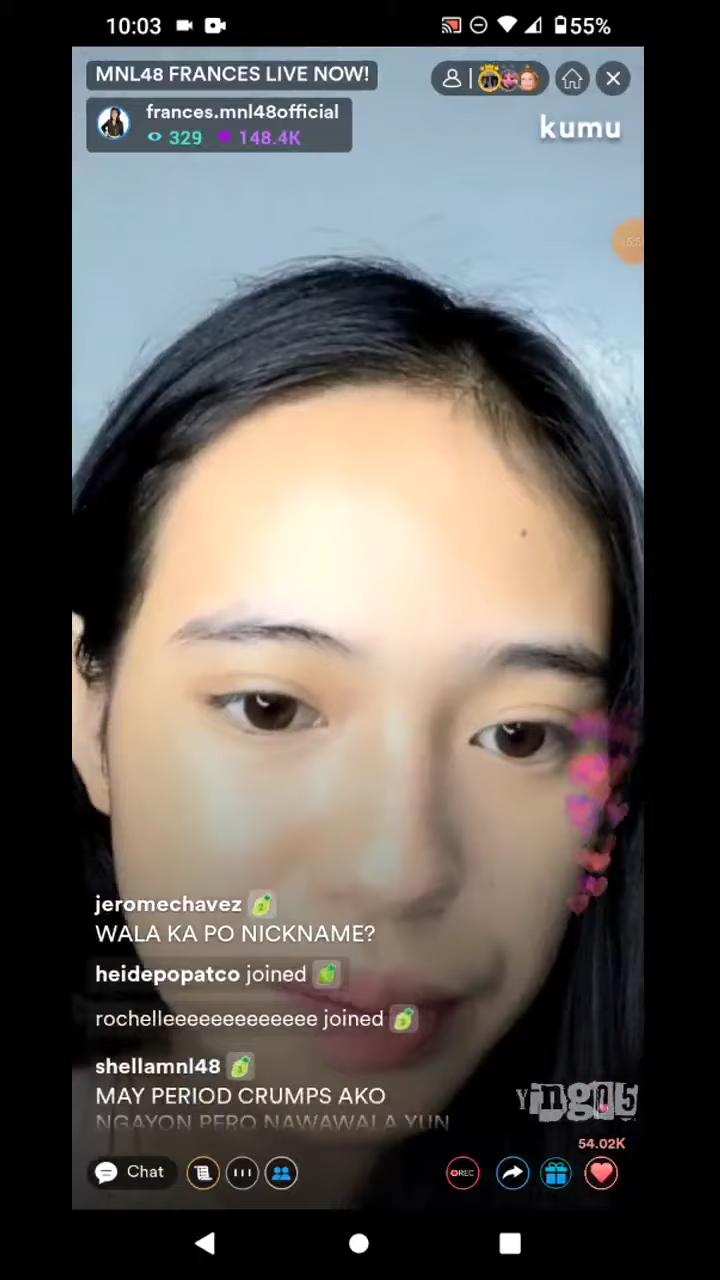 10:03
55%
MNL48 FRANCES LIVE NOW!
frances.mnl48official
329 148.4K
kumu
jeromechavez
WALA KA PO NICKNAME?
heidepopatco joined
rochelleeeeeeeeeeeee joined
shellamnl48
MAY PERIOD CRUMPS AKO
NGAYON PERO NAWAWALA YUN
54.02K
Chat
REC